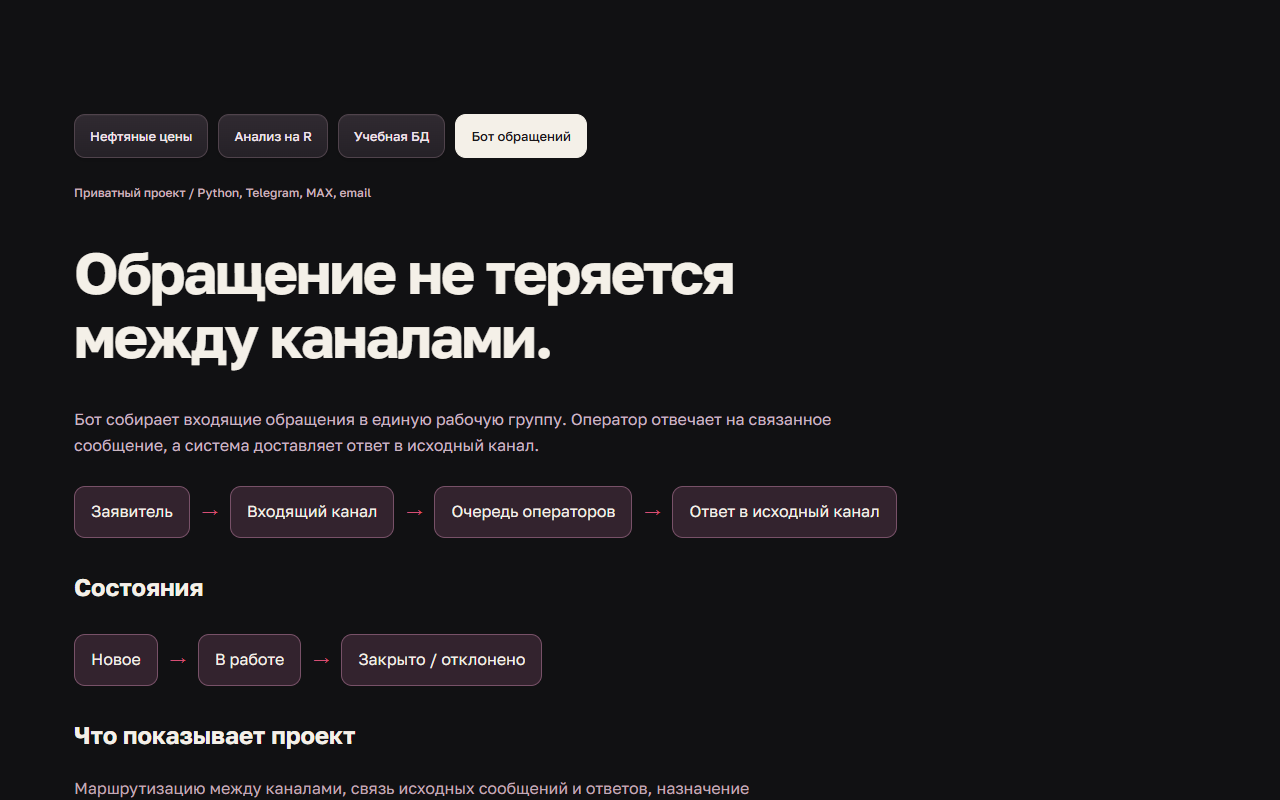 Нефтяные цены
Анализ на R
Учебная БД
Бот обращений
Приватный проект / Python, Telegram, MAX, email
Обращение не теряется
между каналами.
Бот собирает входящие обращения в единую рабочую группу. Оператор отвечает на связанное
сообщение, а система доставляет ответ в исходный канал.
Заявитель → Входящий канал → Очередь операторов → Ответ в исходный канал
Состояния
Новое → В работе → Закрыто / отклонено
Что показывает проект
Маршрутизацию между каналами, связь исходных сообщений и ответов, назначение